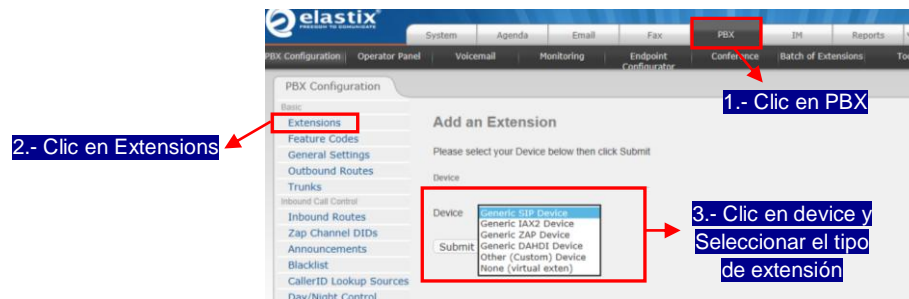 elastix
FREEDOM TO COMMUNICATE
System Agenda Email Fax PBX IM Reports
PBX Configuration Operator Panel Voicemail Monitoring Endpoint Configurator Conference Batch of Extensions
PBX Configuration
1.- Clic en PBX
Basic
Extensions
2.- Clic en Extensions
Add an Extension
Feature Codes
General Settings
Please select your Device below then click Submit
Outbound Routes
Device
Trunks
Inbound Call Control
Inbound Routes
Device
Generic SIP Device
Generic IAX2 Device
Generic ZAP Device
Generic DAHDI Device
Other (Custom) Device
None (virtual exten)
Submit
3.- Clic en device y
Seleccionar el tipo
de extensión
Zap Channel DIDs
Announcements
Blacklist
CallerID Lookup Sources
Day/Night Control